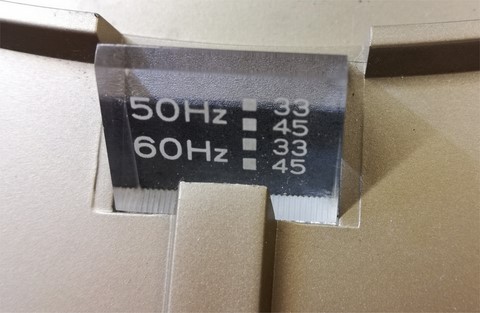 50Hz ■ 33
■ 45
60Hz ■ 33
■ 45